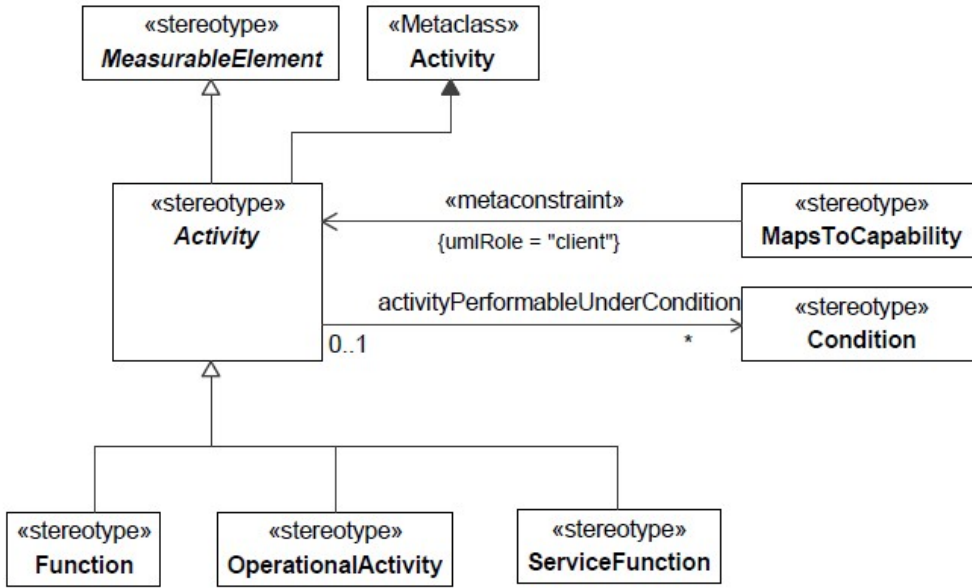 «stereotype»
MeasurableElement
«Metaclass»
Activity
«stereotype»
Activity
«metaconstraint»
{umlRole = "client"}
«stereotype»
MapsToCapability
activityPerformableUnderCondition
0..1
*
«stereotype»
Condition
«stereotype»
Function
«stereotype»
OperationalActivity
«stereotype»
ServiceFunction